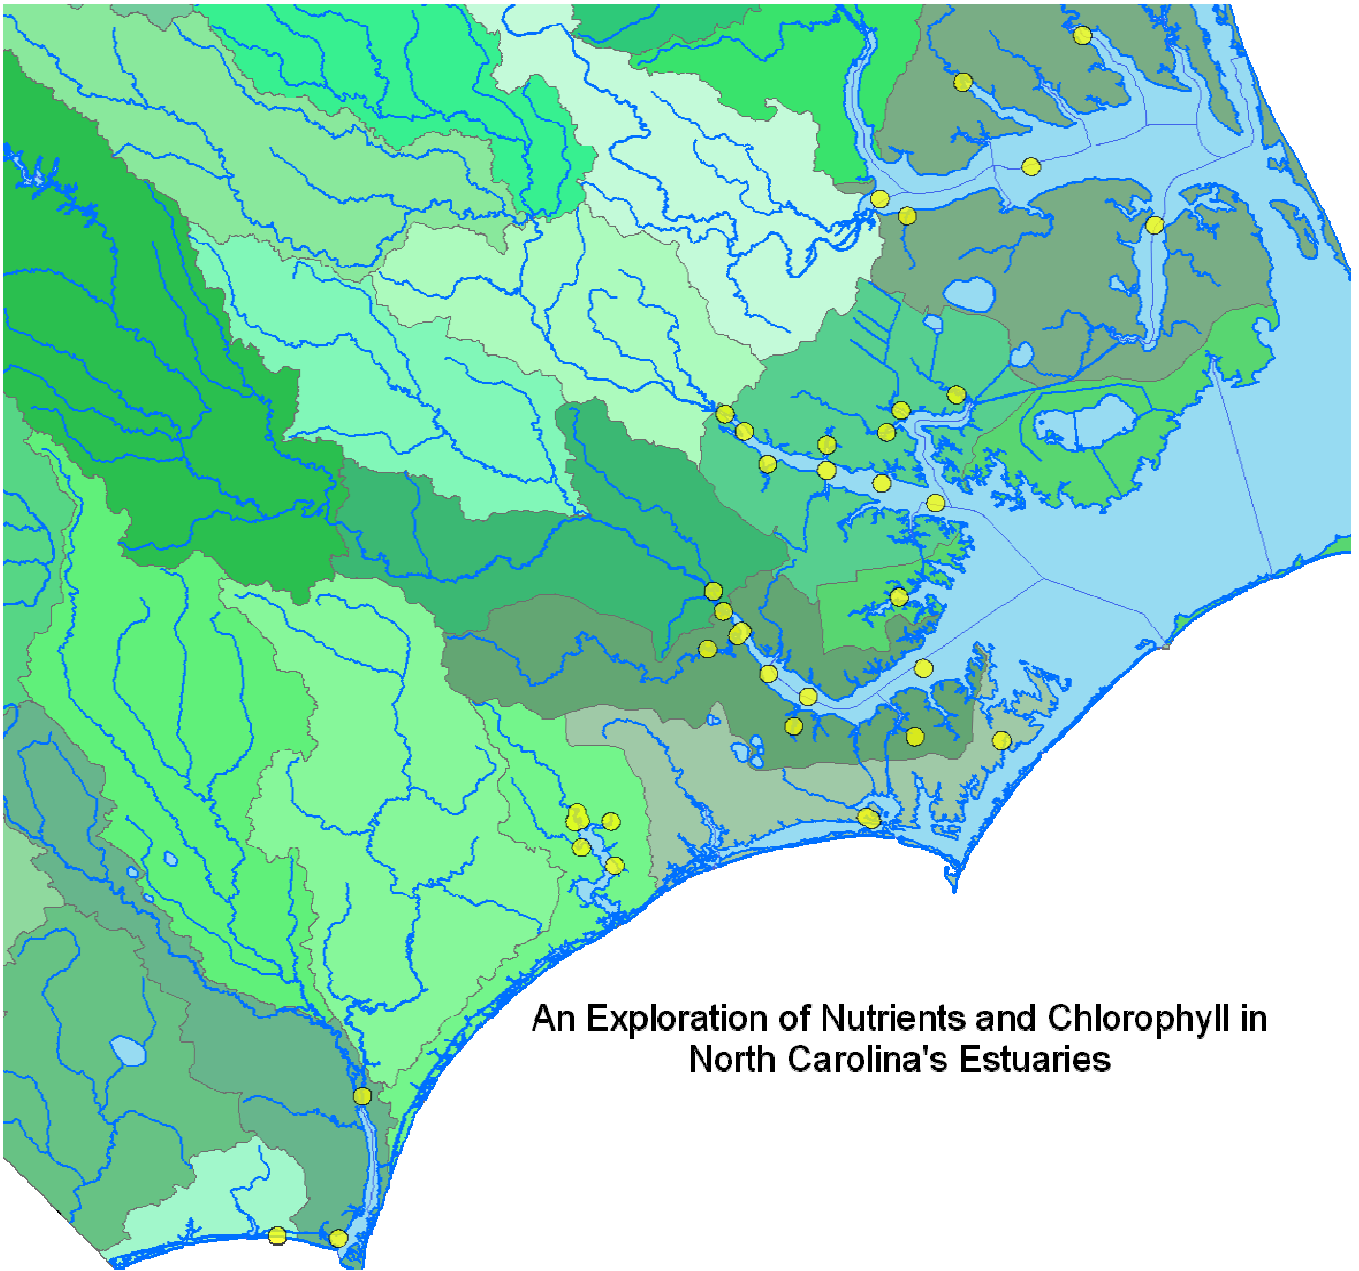 An Exploration of Nutrients and Chlorophyll in
North Carolina's Estuaries